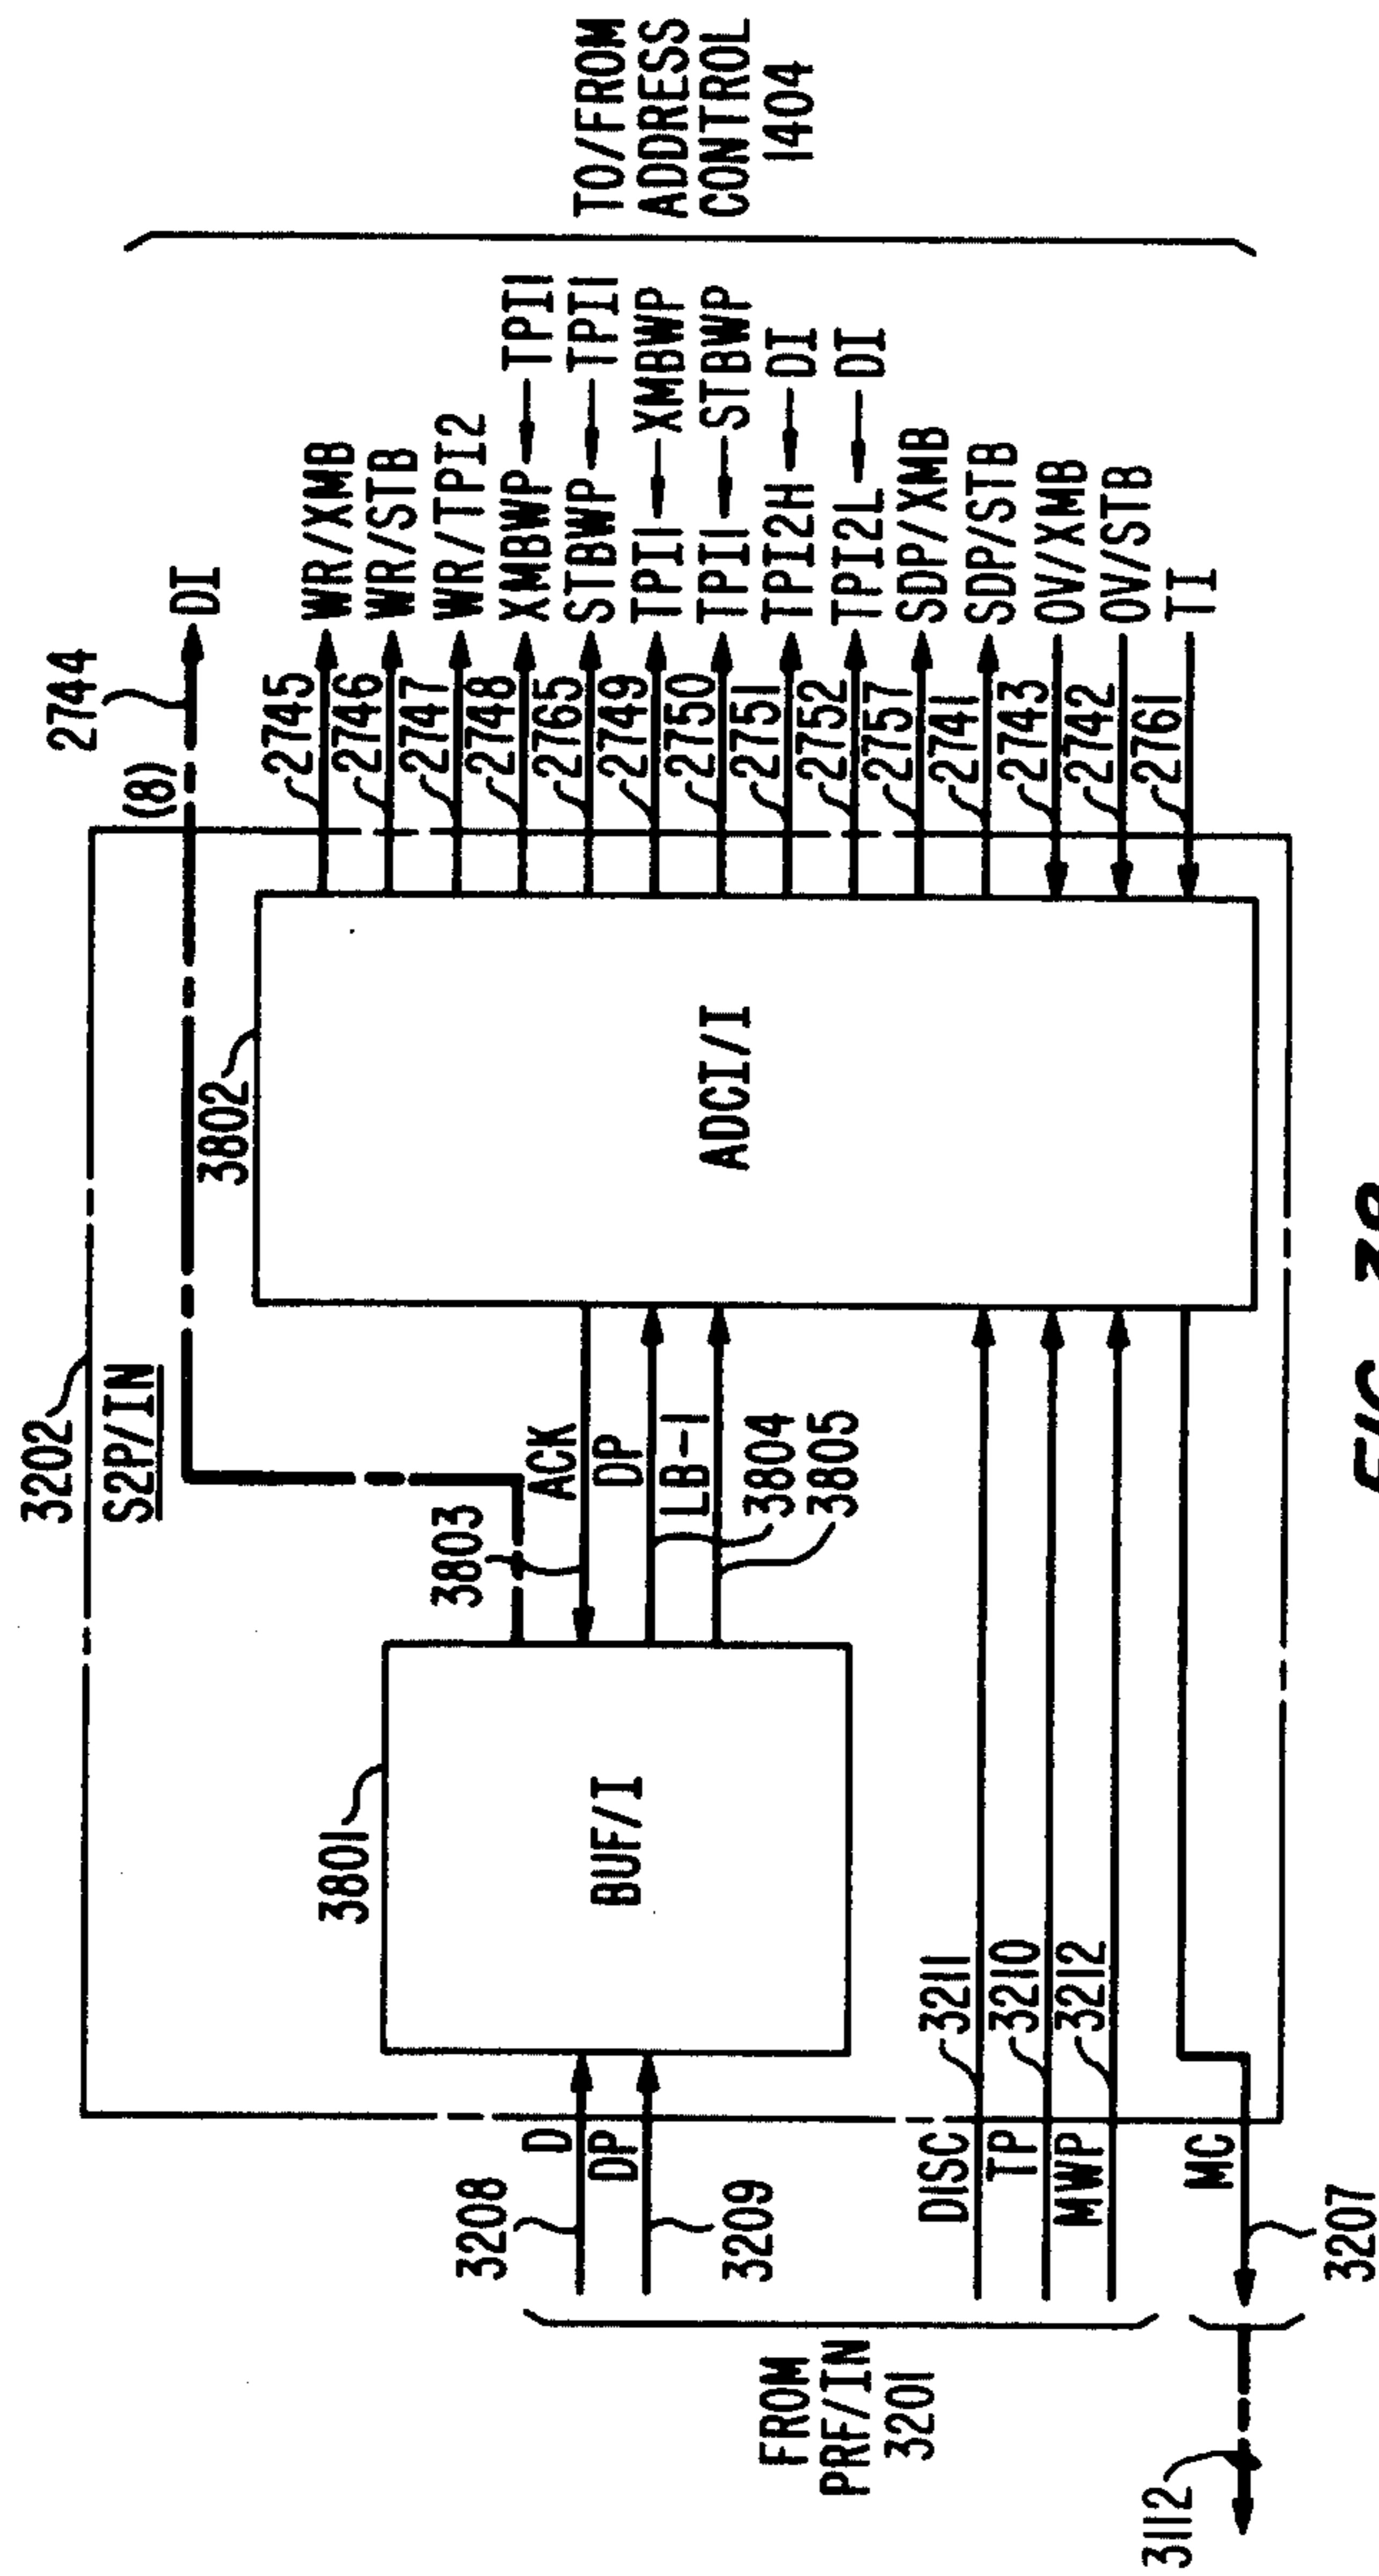 3202
S2P/IN
3801
BUF/I
3802
ADCI/I
3803
ACK
DP
LB-1
3804
3805
3208
D
DP
3209
FROM
PRF/IN
3201
DISC
3211
TP
3210
MWP
3212
MC
3207
3112
(8)
2744
DI
2745
WR/XMB
2746
WR/STB
2747
WR/TPI2
2748
XMBWP ← TPI1
2765
STBWP ← TPI1
2749
TPI1 ← XMBWP
2750
TPI1 ← STBWP
2751
TPI2H ← DI
2752
TPI2L ← DI
2757
SDP/XMB
2741
SDP/STB
2743
OV/XMB
2742
OV/STB
2761
TI
TO/FROM
ADDRESS
CONTROL
1404